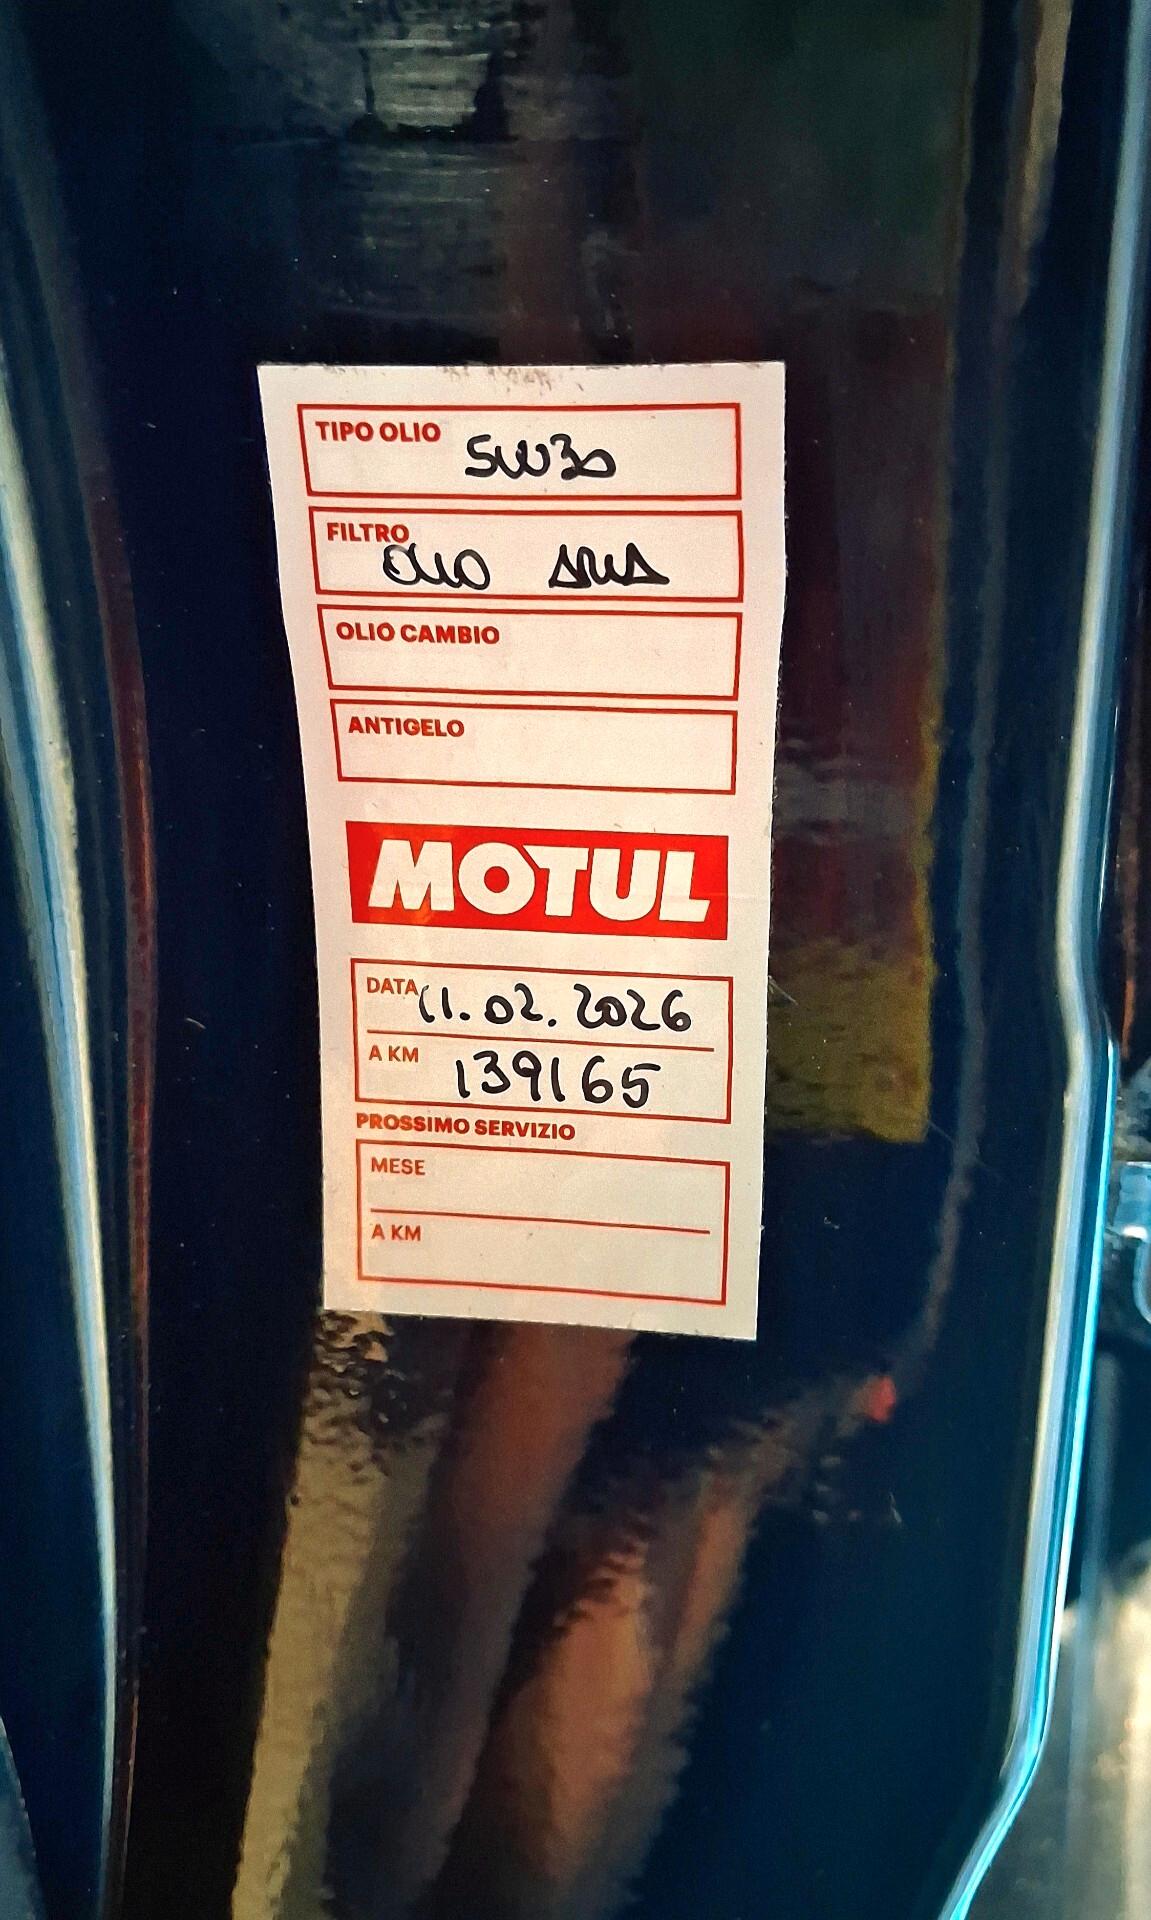 TIPO OLIO 5W30
FILTRO
OLIO ARIA
OLIO CAMBIO
ANTIGELO
MOTUL
DATA 11.02.2026
A KM 139165
PROSSIMO SERVIZIO
MESE
A KM